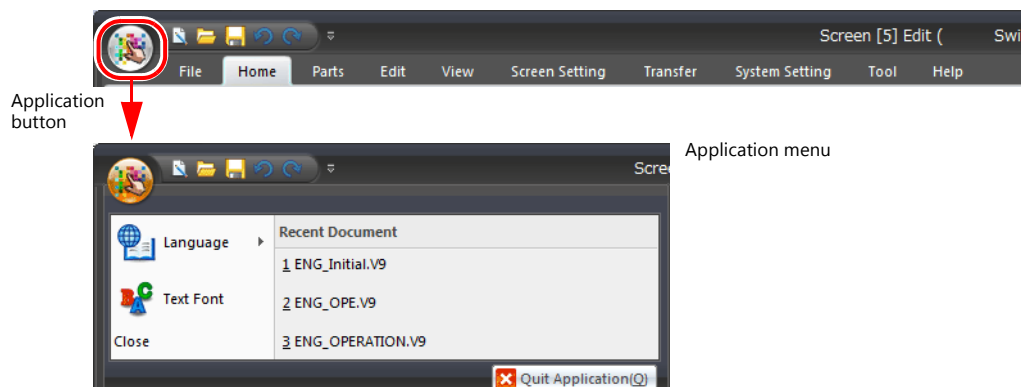 Screen [5] Edit ( Swi
File Home Parts Edit View Screen Setting Transfer System Setting Tool Help
Application
button
Application menu
Scree
Language
Recent Document
1 ENG_Initial.V9
Text Font
2 ENG_OPE.V9
Close
3 ENG_OPERATION.V9
Quit Application(Q)